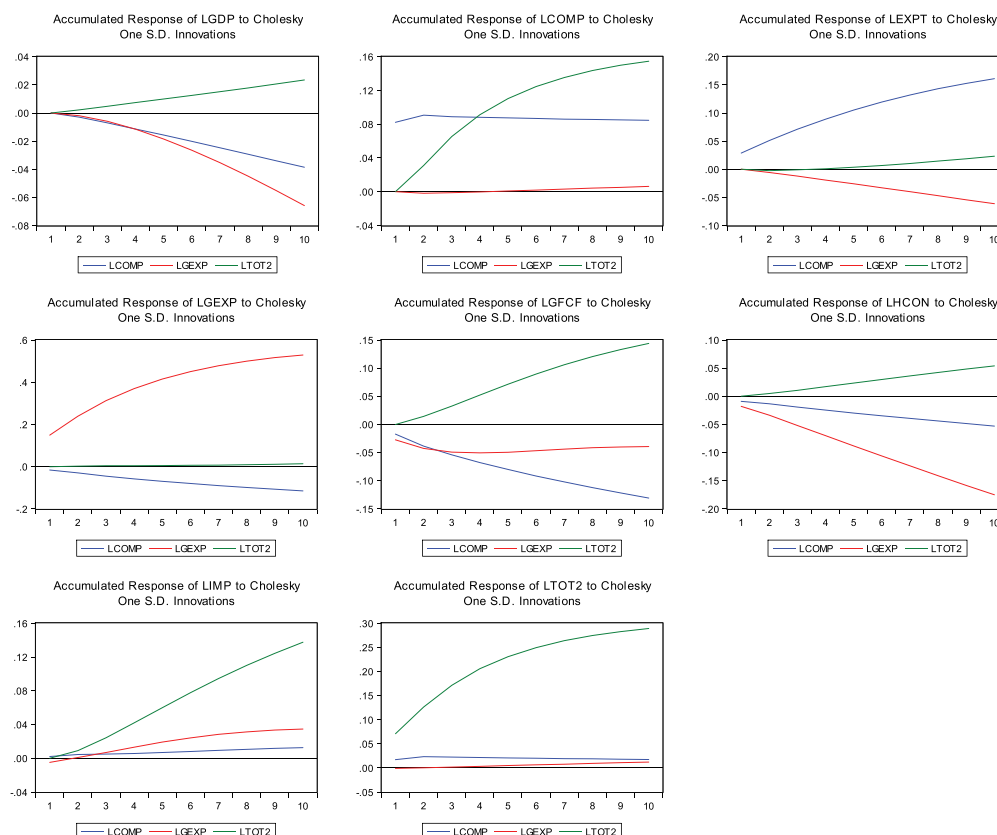 Accumulated Response of LGDP to Cholesky
One S.D. Innovations
.04
.02
.00
-.02
-.04
-.06
-.08
1 2 3 4 5 6 7 8 9 10
LCOMP LGEXP LTOT2
Accumulated Response of LCOMP to Cholesky
One S.D. Innovations
.16
.12
.08
.04
.00
-.04
1 2 3 4 5 6 7 8 9 10
LCOMP LGEXP LTOT2
Accumulated Response of LEXPT to Cholesky
One S.D. Innovations
.20
.15
.10
.05
.00
-.05
-.10
1 2 3 4 5 6 7 8 9 10
LCOMP LGEXP LTOT2
Accumulated Response of LGEXP to Cholesky
One S.D. Innovations
.6
.4
.2
.0
-.2
1 2 3 4 5 6 7 8 9 10
LCOMP LGEXP LTOT2
Accumulated Response of LGFCF to Cholesky
One S.D. Innovations
.15
.10
.05
.00
-.05
-.10
-.15
1 2 3 4 5 6 7 8 9 10
LCOMP LGEXP LTOT2
Accumulated Response of LHCON to Cholesky
One S.D. Innovations
.10
.05
.00
-.05
-.10
-.15
-.20
1 2 3 4 5 6 7 8 9 10
LCOMP LGEXP LTOT2
Accumulated Response of LIMP to Cholesky
One S.D. Innovations
.16
.12
.08
.04
.00
-.04
1 2 3 4 5 6 7 8 9 10
LCOMP LGEXP LTOT2
Accumulated Response of LTOT2 to Cholesky
One S.D. Innovations
.30
.25
.20
.15
.10
.05
.00
-.05
1 2 3 4 5 6 7 8 9 10
LCOMP LGEXP LTOT2